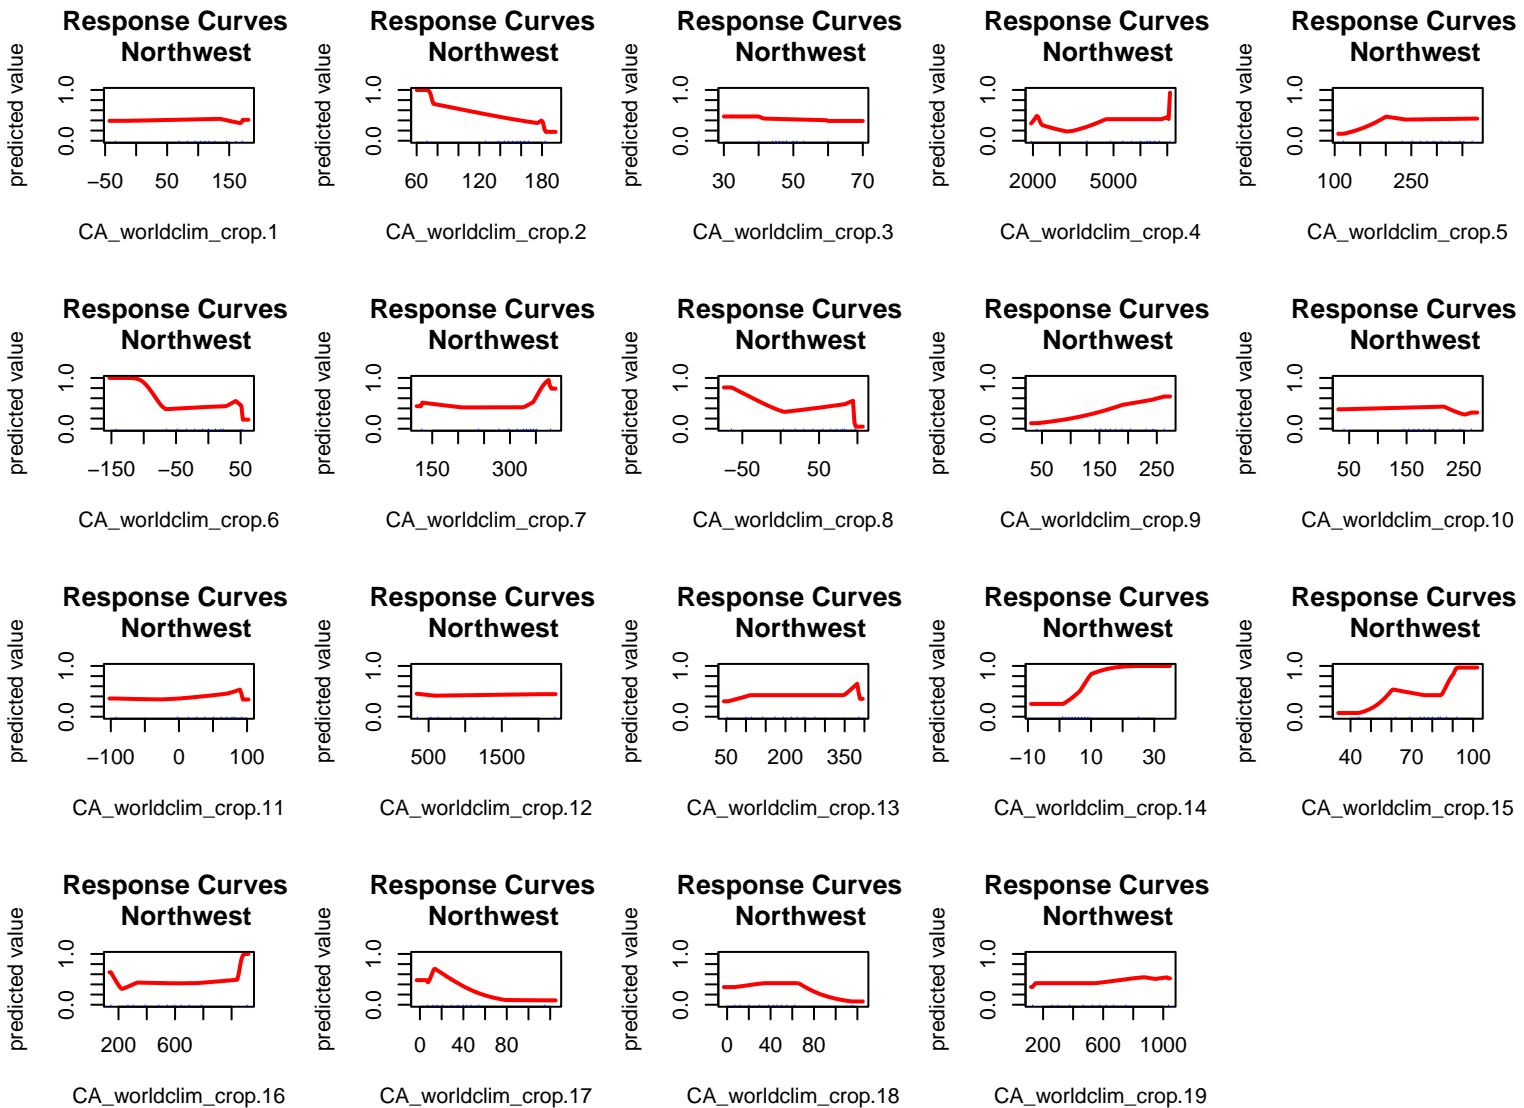 Response Curves
Northwest
predicted value
0.0 1.0
−50 50 150
CA_worldclim_crop.1
Response Curves
Northwest
predicted value
0.0 1.0
60 120 180
CA_worldclim_crop.2
Response Curves
Northwest
predicted value
0.0 1.0
30 50 70
CA_worldclim_crop.3
Response Curves
Northwest
predicted value
0.0 1.0
2000 5000
CA_worldclim_crop.4
Response Curves
Northwest
predicted value
0.0 1.0
100 250
CA_worldclim_crop.5
Response Curves
Northwest
predicted value
0.0 1.0
−150 −50 50
CA_worldclim_crop.6
Response Curves
Northwest
predicted value
0.0 1.0
150 300
CA_worldclim_crop.7
Response Curves
Northwest
predicted value
0.0 1.0
−50 50
CA_worldclim_crop.8
Response Curves
Northwest
predicted value
0.0 1.0
50 150 250
CA_worldclim_crop.9
Response Curves
Northwest
predicted value
0.0 1.0
50 150 250
CA_worldclim_crop.10
Response Curves
Northwest
predicted value
0.0 1.0
−100 0 100
CA_worldclim_crop.11
Response Curves
Northwest
predicted value
0.0 1.0
500 1500
CA_worldclim_crop.12
Response Curves
Northwest
predicted value
0.0 1.0
50 200 350
CA_worldclim_crop.13
Response Curves
Northwest
predicted value
0.0 1.0
−10 10 30
CA_worldclim_crop.14
Response Curves
Northwest
predicted value
0.0 1.0
40 70 100
CA_worldclim_crop.15
Response Curves
Northwest
predicted value
0.0 1.0
200 600
CA_worldclim_crop.16
Response Curves
Northwest
predicted value
0.0 1.0
0 40 80
CA_worldclim_crop.17
Response Curves
Northwest
predicted value
0.0 1.0
0 40 80
CA_worldclim_crop.18
Response Curves
Northwest
predicted value
0.0 1.0
200 600 1000
CA_worldclim_crop.19